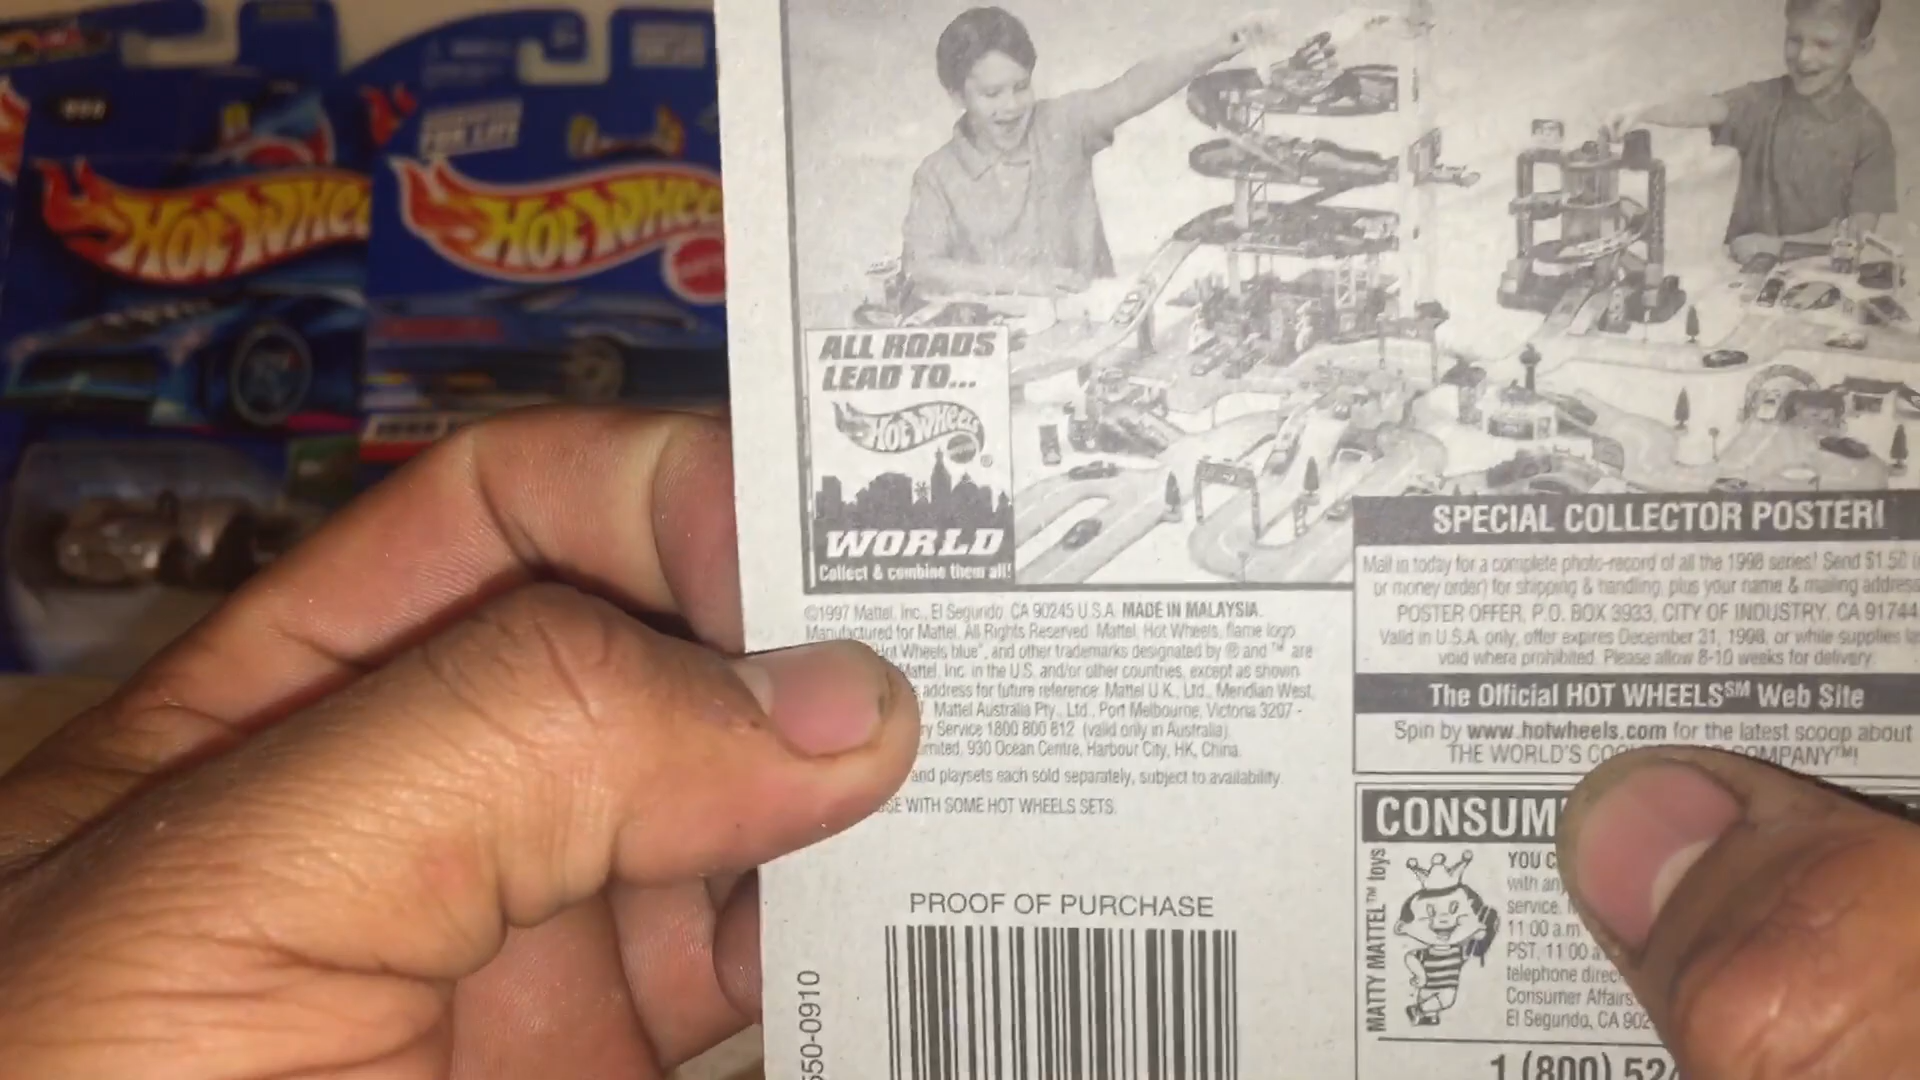 HOT WHEE
HOT WHEE
ALL ROADS
LEAD TO...
HOT WHEELS
WORLD
Collect & combine them all!
SPECIAL COLLECTOR POSTER!
Mail in today for a complete photo-record of all the 1998 series! Send $1.50
or money order) for shipping & handling, plus your name & mailing address
POSTER OFFER, P.O. BOX 3933, CITY OF INDUSTRY, CA 91744
Valid in U.S.A. only, offer expires December 31, 1998, or while supplies
void where prohibited. Please allow 8-10 weeks for delivery.
The Official HOT WHEELS℠ Web Site
Spin by www.hotwheels.com for the latest scoop about
THE WORLD'S COMPANY™!
©1997 Mattel, Inc., El Segundo, CA 90245 U.S.A. MADE IN MALAYSIA.
Manufactured for Mattel. All Rights Reserved. Mattel, Hot Wheels, flame logo
Hot Wheels blue", and other trademarks designated by ® and ™ are
Mattel, Inc. in the U.S. and/or other countries, except as shown.
address for future reference: Mattel U.K., Ltd., Meridian West,
Mattel Australia Pty., Ltd., Port Melbourne, Victoria 3207 -
Service 1800 800 812 (valid only in Australia).
930 Ocean Centre, Harbour City, HK, China.
and playsets each sold separately, subject to availability.
WITH SOME HOT WHEELS SETS.
PROOF OF PURCHASE
550-0910
CONSUM
MATTY MATTEL™ toys
YOU C
with any
service.
11:00 a.m
PST, 11:00 a
telephone direc
Consumer Affairs
El Segundo, CA 902
1 (800) 524